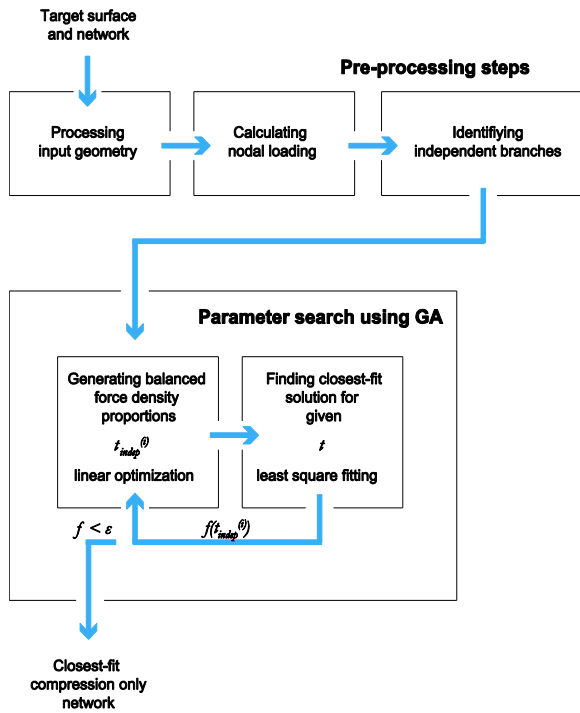 Target surface
and network
Pre-processing steps
Processing
input geometry
Calculating
nodal loading
Identifiying
independent branches
Parameter search using GA
Generating balanced
force density
proportions
t_indep^(i)
linear optimization
Finding closest-fit
solution for
given
t
least square fitting
f < ε
f(t_indep^(i))
Closest-fit
compression only
network